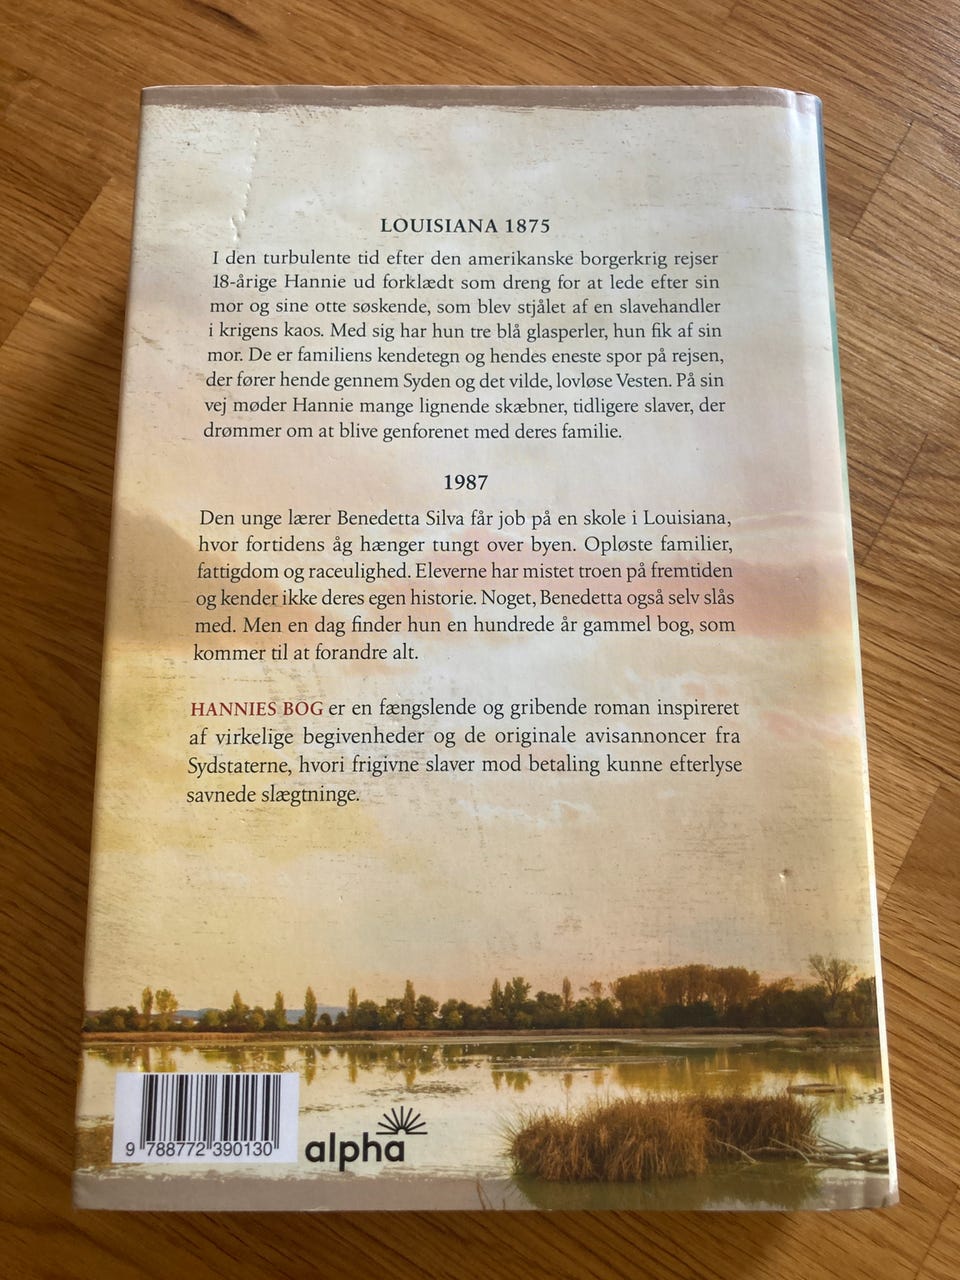 LOUISIANA 1875
I den turbulente tid efter den amerikanske borgerkrig rejser
18-årige Hannie ud forklædt som dreng for at lede efter sin
mor og sine otte søskende, som blev stjålet af en slavehandler
i krigens kaos. Med sig har hun tre blå glasperler, hun fik af sin
mor. De er familiens kendetegn og hendes eneste spor på rejsen,
der fører hende gennem Syden og det vilde, lovløse Vesten. På sin
vej møder Hannie mange lignende skæbner, tidligere slaver, der
drømmer om at blive genforenet med deres familie.
1987
Den unge lærer Benedetta Silva får job på en skole i Louisiana,
hvor fortidens åg hænger tungt over byen. Opløste familier,
fattigdom og raceulighed. Eleverne har mistet troen på fremtiden
og kender ikke deres egen historie. Noget, Benedetta også selv slås
med. Men en dag finder hun en hundrede år gammel bog, som
kommer til at forandre alt.
HANNIES BOG er en fængslende og gribende roman inspireret
af virkelige begivenheder og de originale avisannoncer fra
Sydstaterne, hvori frigivne slaver mod betaling kunne efterlyse
savnede slægtninge.
9 788772 390130
alpha